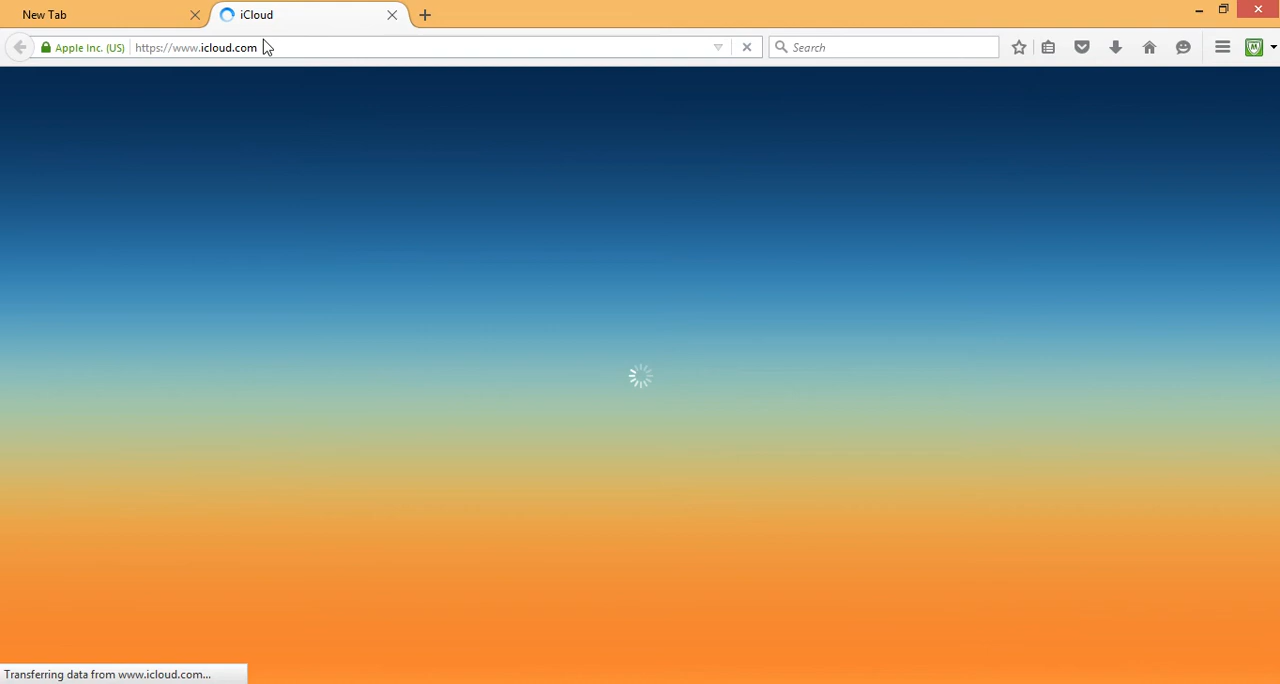 New Tab
iCloud
Apple Inc. (US)
https://www.icloud.com
Search
Transferring data from www.icloud.com...